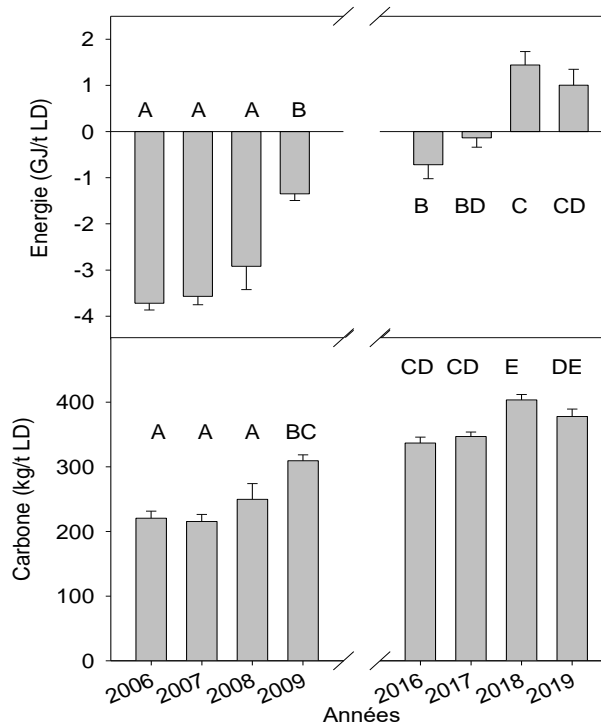 Energie (GJ/t LD)
2
1
0
-1
-2
-3
-4
A A A B
B BD C CD
Carbone (kg/t LD)
400
300
200
100
0
CD CD E DE
A A A BC
2006 2007 2008 2009 2016 2017 2018 2019
Années